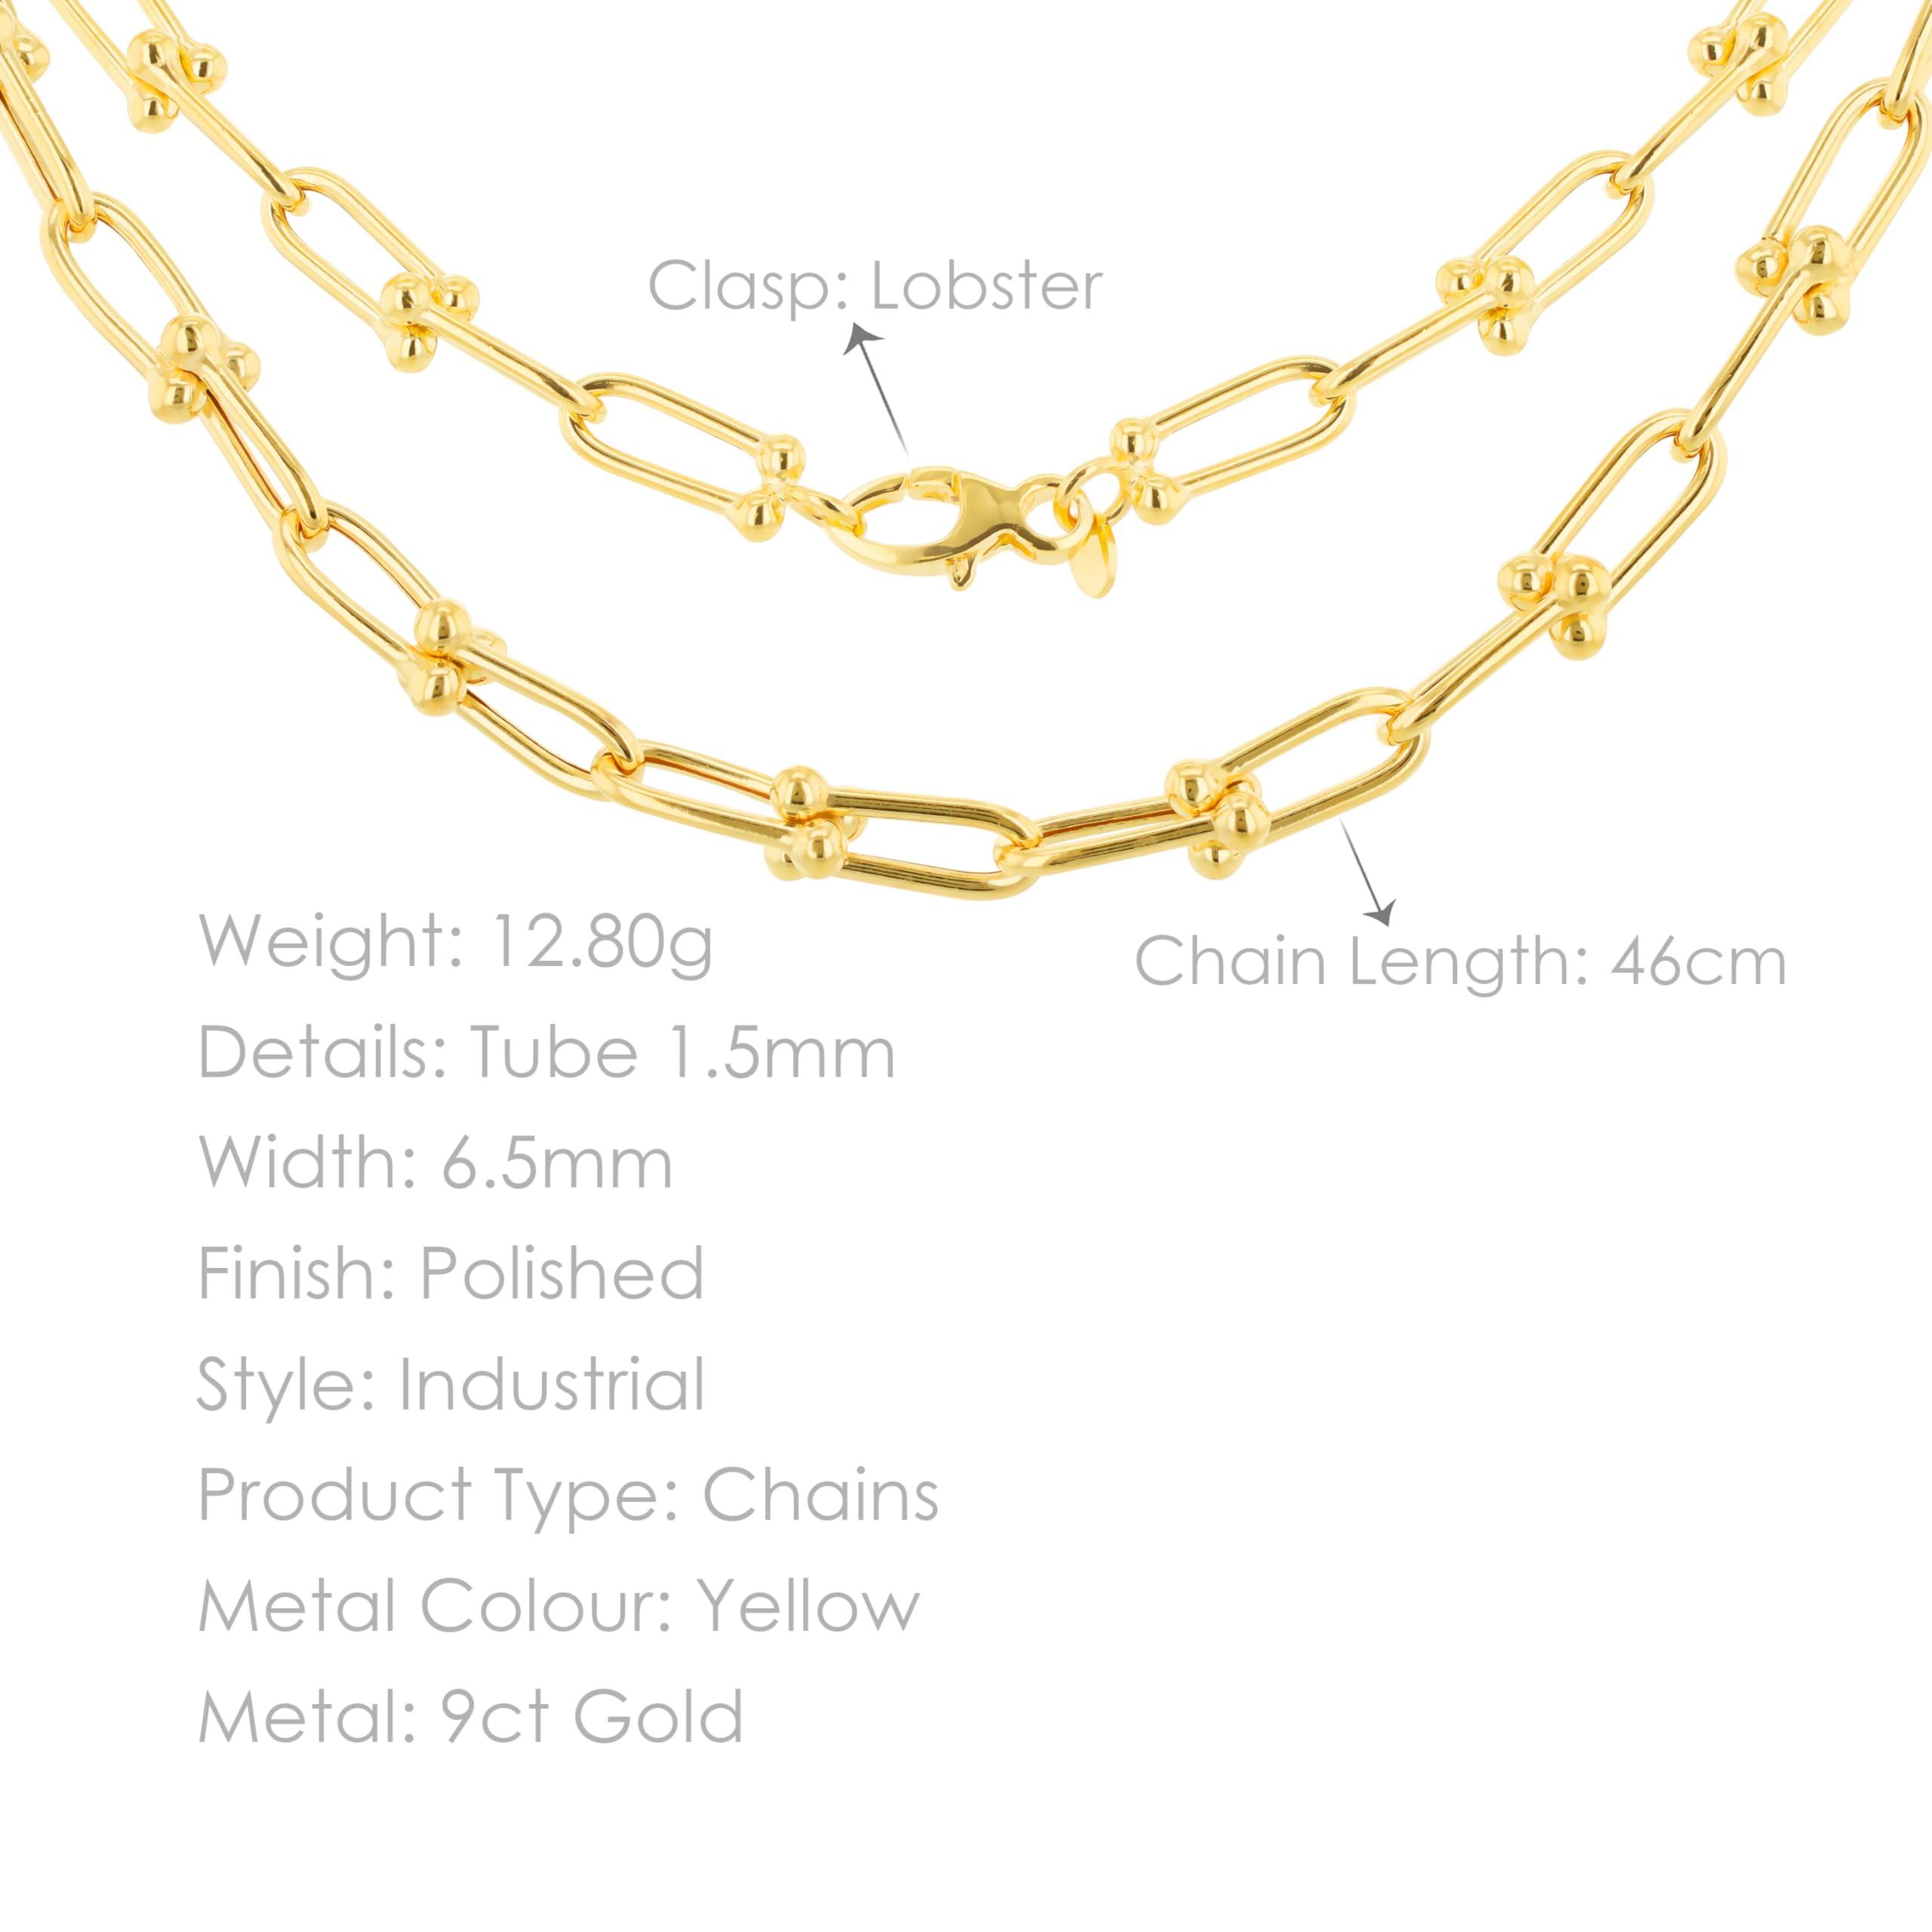 Clasp: Lobster
Weight: 12.80g
Chain Length: 46cm
Details: Tube 1.5mm
Width: 6.5mm
Finish: Polished
Style: Industrial
Product Type: Chains
Metal Colour: Yellow
Metal: 9ct Gold